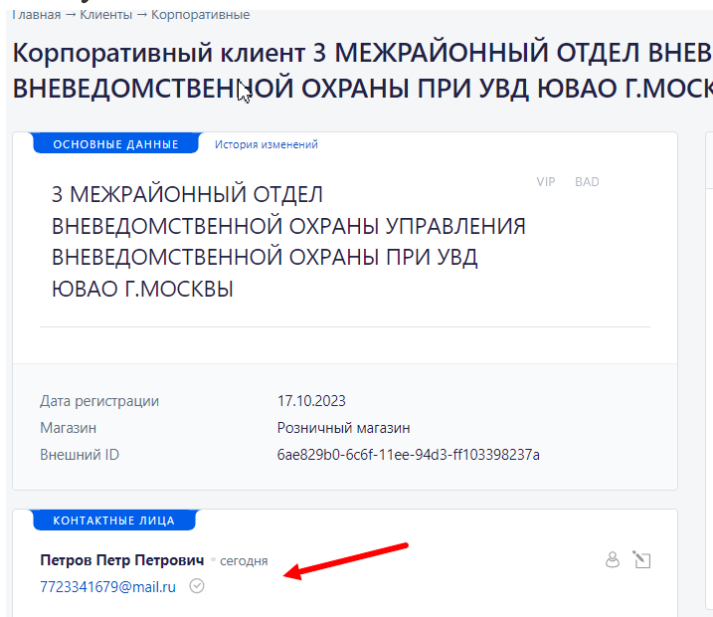 Главная → Клиенты → Корпоративные
Корпоративный клиент 3 МЕЖРАЙОННЫЙ ОТДЕЛ ВНЕВ
ВНЕВЕДОМСТВЕННОЙ ОХРАНЫ ПРИ УВД ЮВАО Г.МОСК
ОСНОВНЫЕ ДАННЫЕ История изменений
VIP BAD
3 МЕЖРАЙОННЫЙ ОТДЕЛ
ВНЕВЕДОМСТВЕННОЙ ОХРАНЫ УПРАВЛЕНИЯ
ВНЕВЕДОМСТВЕННОЙ ОХРАНЫ ПРИ УВД
ЮВАО Г.МОСКВЫ
Дата регистрации 17.10.2023
Магазин Розничный магазин
Внешний ID 6ae829b0-6c6f-11ee-94d3-ff103398237a
КОНТАКТНЫЕ ЛИЦА
Петров Петр Петрович сегодня
7723341679@mail.ru